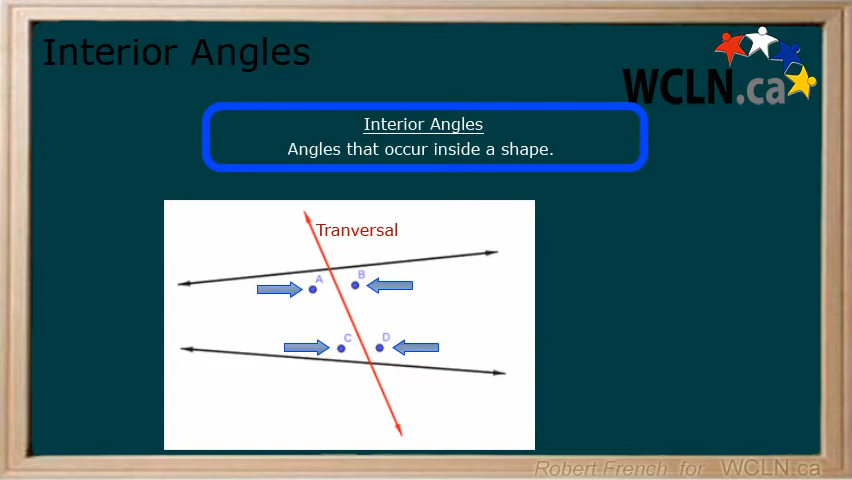 Interior Angles
WCLN.ca
Interior Angles
Angles that occur inside a shape.
Tranversal
A
B
C
D
Robert French for WCLN.ca